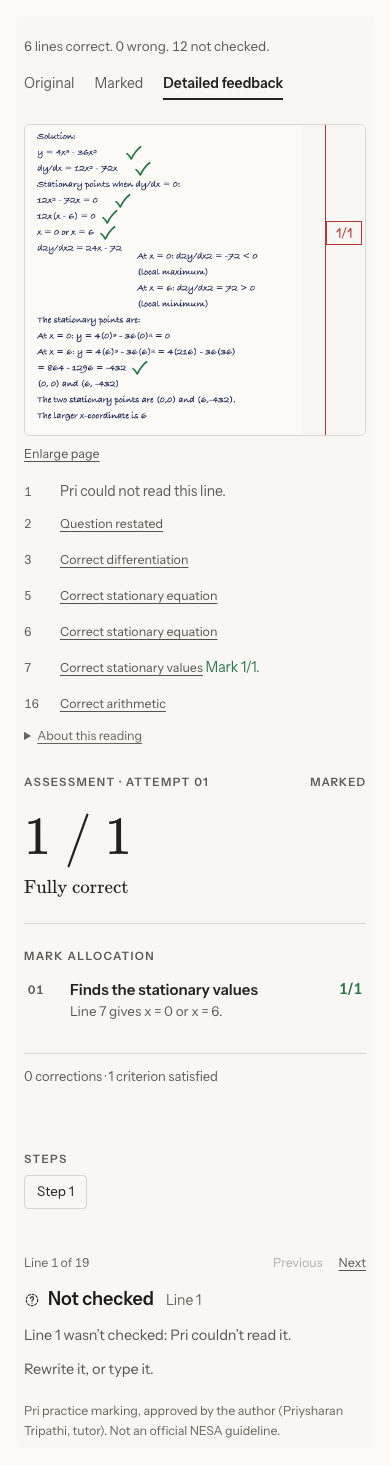 6 lines correct. 0 wrong. 12 not checked.
Original Marked Detailed feedback
Solution:
y = 4x³ - 36x²
dy/dx = 12x² - 72x
Stationary points when dy/dx = 0:
12x² - 72x = 0
12x(x - 6) = 0
x = 0 or x = 6
d2y/dx2 = 24x - 72
At x = 0: d2y/dx2 = -72 < 0
(local maximum)
At x = 6: d2y/dx2 = 72 > 0
(local minimum)
The stationary points are:
At x = 0: y = 4(0)³ - 36(0)² = 0
At x = 6: y = 4(6)³ - 36(6)² = 4(216) - 36(36)
= 864 - 1296 = -432
(0, 0) and (6, -432)
The two stationary points are (0,0) and (6,-432).
The larger x-coordinate is 6
1/1
Enlarge page
1 Pri could not read this line.
2 Question restated
3 Correct differentiation
5 Correct stationary equation
6 Correct stationary equation
7 Correct stationary values Mark 1/1.
16 Correct arithmetic
About this reading
ASSESSMENT · ATTEMPT 01 MARKED
1 / 1
Fully correct
MARK ALLOCATION
01 Finds the stationary values 1/1
Line 7 gives x = 0 or x = 6.
0 corrections · 1 criterion satisfied
STEPS
Step 1
Line 1 of 19 Previous Next
Not checked Line 1
Line 1 wasn't checked: Pri couldn't read it.
Rewrite it, or type it.
Pri practice marking, approved by the author (Priysharan
Tripathi, tutor). Not an official NESA guideline.